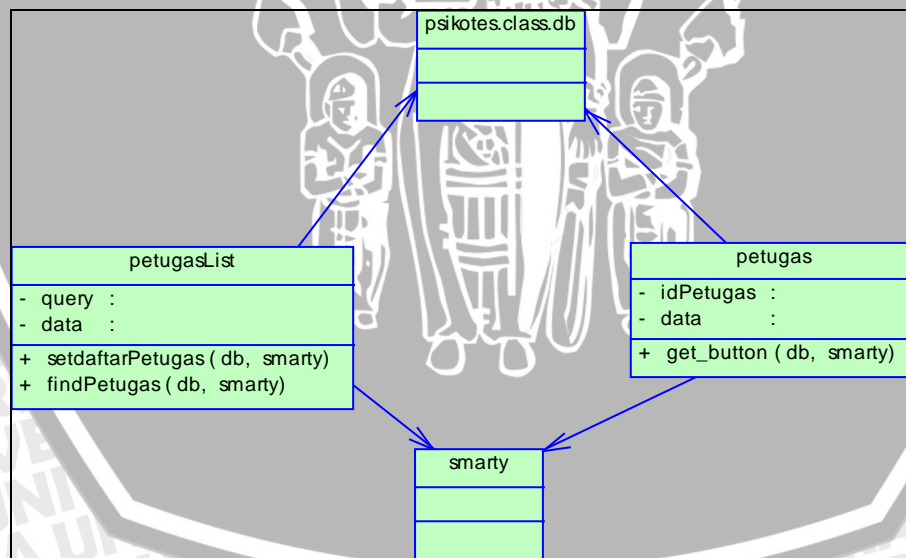 psikotes.class.db
petugasList
- query :
- data :
+ setdaftarPetugas ( db, smarty)
+ findPetugas ( db, smarty)
petugas
- idPetugas :
- data :
+ get_button ( db, smarty)
smarty